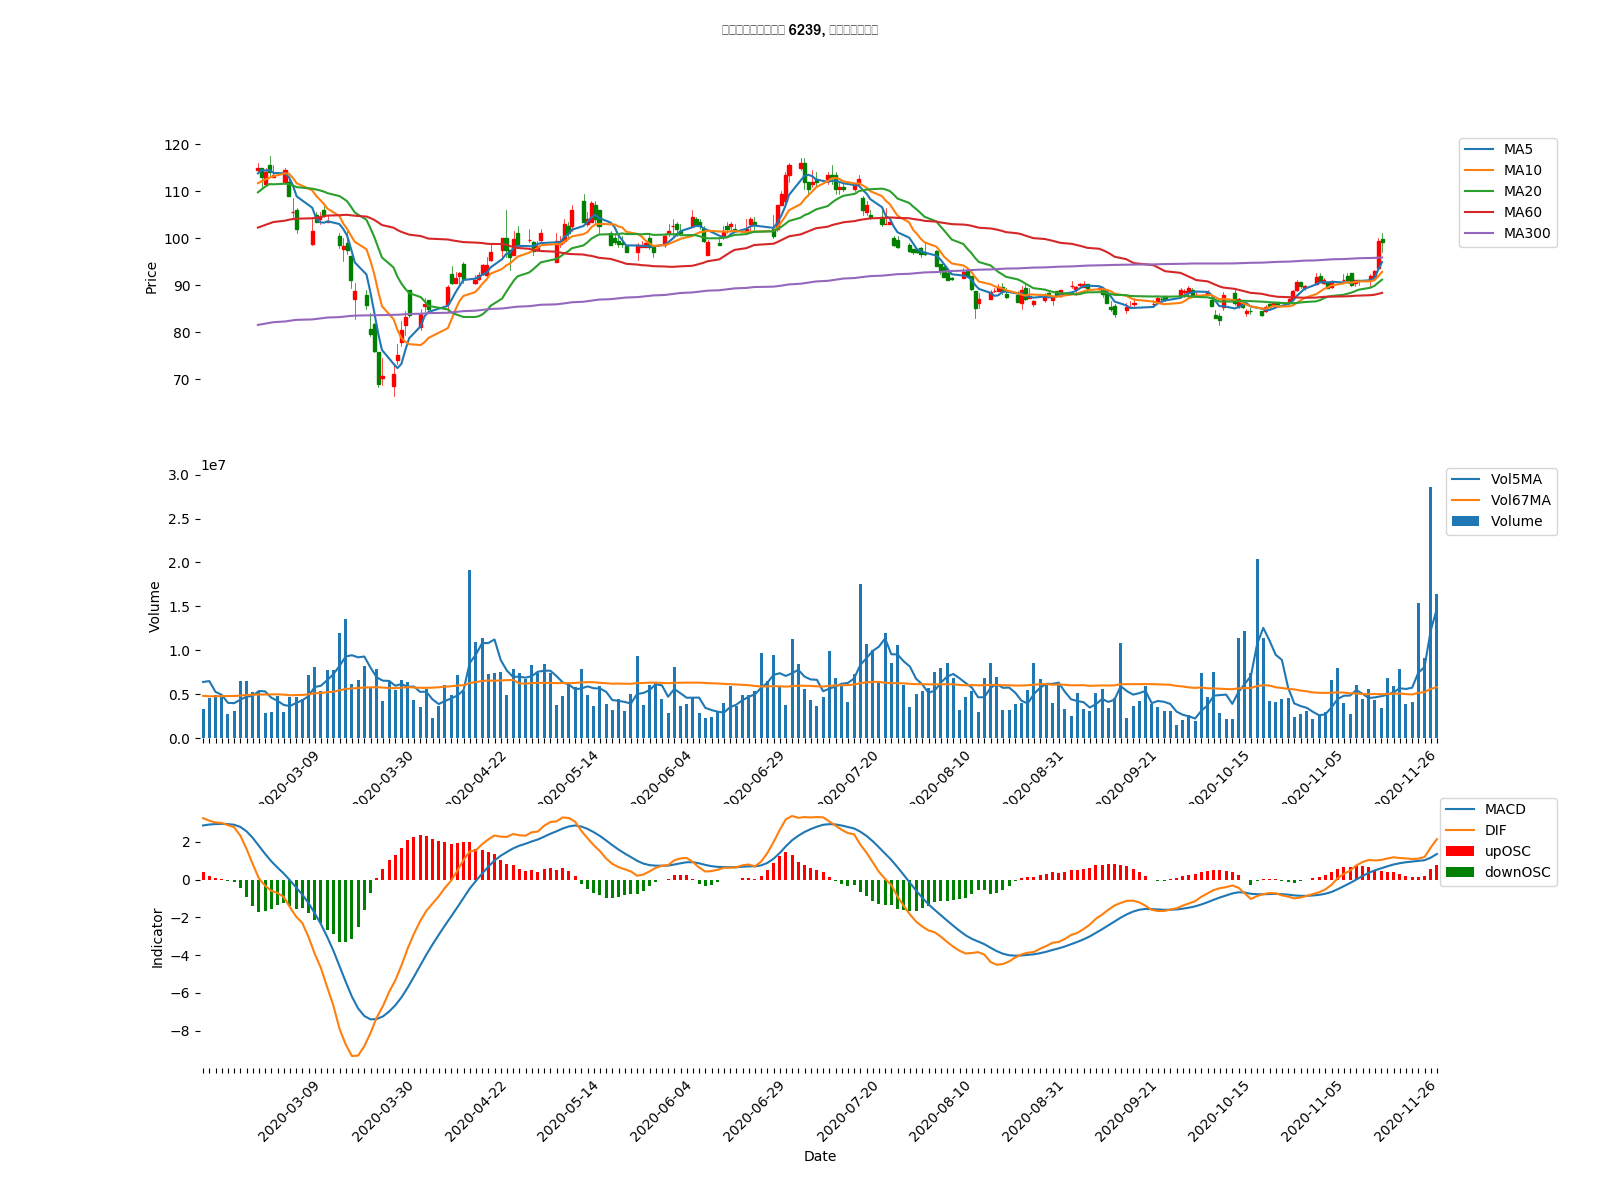 6239,
120
110
100
90
80
70
Price
MA5
MA10
MA20
MA60
MA300
1e7
3.0
2.5
2.0
1.5
1.0
0.5
0.0
Volume
Vol5MA
Vol67MA
Volume
2020-03-09 2020-03-30 2020-04-22 2020-05-14 2020-06-04 2020-06-29 2020-07-20 2020-08-10 2020-08-31 2020-09-21 2020-10-15 2020-11-05 2020-11-26
2
0
−2
−4
−6
−8
Indicator
MACD
DIF
upOSC
downOSC
2020-03-09 2020-03-30 2020-04-22 2020-05-14 2020-06-04 2020-06-29 2020-07-20 2020-08-10 2020-08-31 2020-09-21 2020-10-15 2020-11-05 2020-11-26
Date